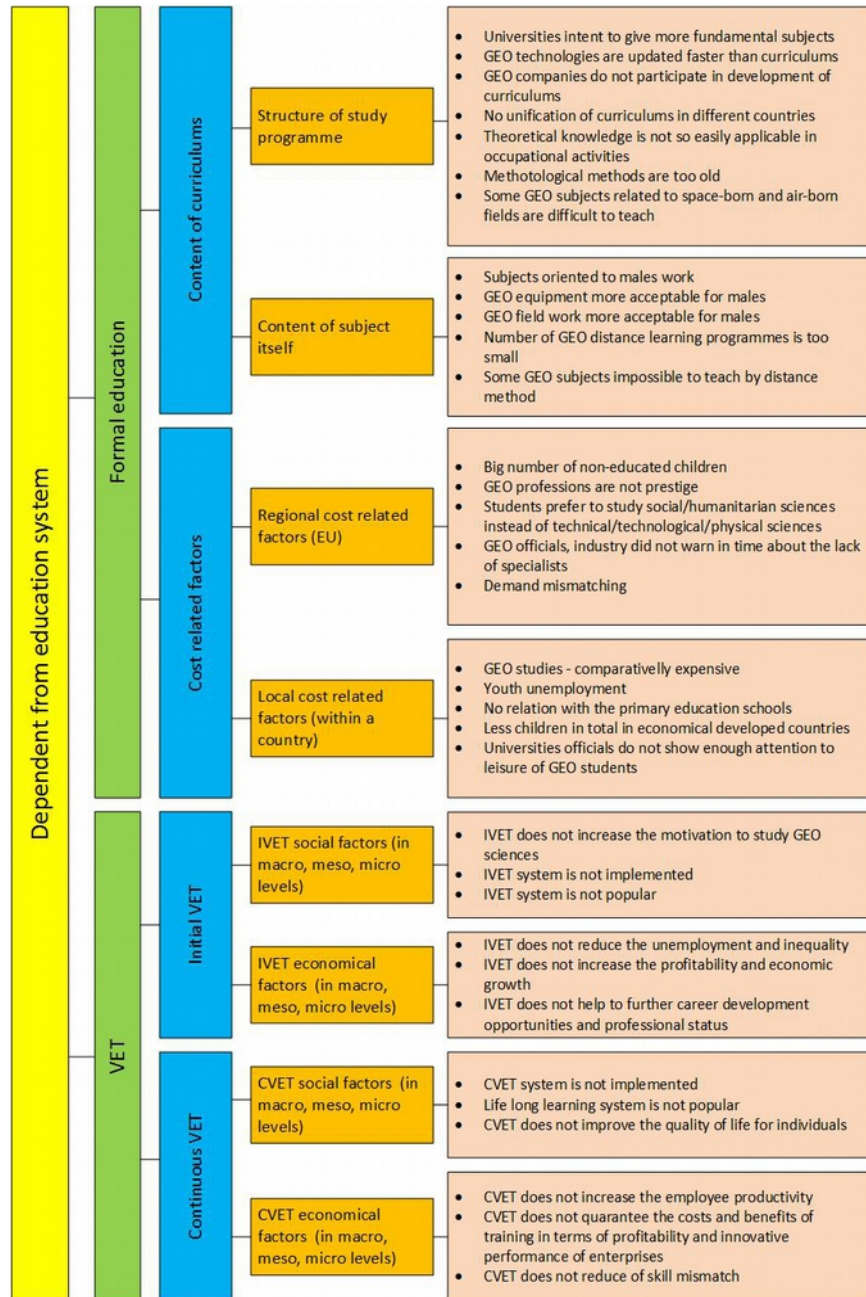 Dependent from education system
Formal education
Content of curriculums
Structure of study
programme
• Universities intent to give more fundamental subjects
• GEO technologies are updated faster than curriculums
• GEO companies do not participate in development of
curriculums
• No unification of curriculums in different countries
• Theoretical knowledge is not so easily applicable in
occupational activities
• Methotological methods are too old
• Some GEO subjects related to space-born and air-born
fields are difficult to teach
Content of subject
itself
• Subjects oriented to males work
• GEO equipment more acceptable for males
• GEO field work more acceptable for males
• Number of GEO distance learning programmes is too
small
• Some GEO subjects impossible to teach by distance
method
Cost related factors
Regional cost related
factors (EU)
• Big number of non-educated children
• GEO professions are not prestige
• Students prefer to study social/humanitarian sciences
instead of technical/technological/physical sciences
• GEO officials, industry did not warn in time about the lack
of specialists
• Demand mismatching
Local cost related
factors (within a
country)
• GEO studies - comparativelly expensive
• Youth unemployment
• No relation with the primary education schools
• Less children in total in economical developed countries
• Universities officials do not show enough attention to
leisure of GEO students
VET
Initial VET
IVET social factors (in
macro, meso, micro
levels)
• IVET does not increase the motivation to study GEO
sciences
• IVET system is not implemented
• IVET system is not popular
IVET economical
factors (in macro,
meso, micro levels)
• IVET does not reduce the unemployment and inequality
• IVET does not increase the profitability and economic
growth
• IVET does not help to further career development
opportunities and professional status
Continuous VET
CVET social factors (in
macro, meso, micro
levels)
• CVET system is not implemented
• Life long learning system is not popular
• CVET does not improve the quality of life for individuals
CVET economical
factors (in macro,
meso, micro levels)
• CVET does not increase the employee productivity
• CVET does not quarantee the costs and benefits of
training in terms of profitability and innovative
performance of enterprises
• CVET does not reduce of skill mismatch